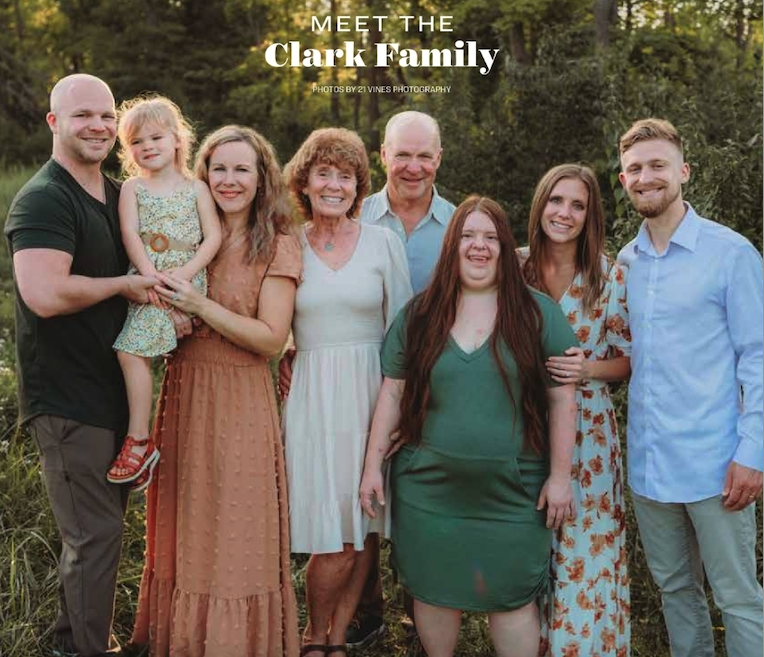 MEET THE
Clark Family
PHOTOS BY 21 VINES PHOTOGRAPHY